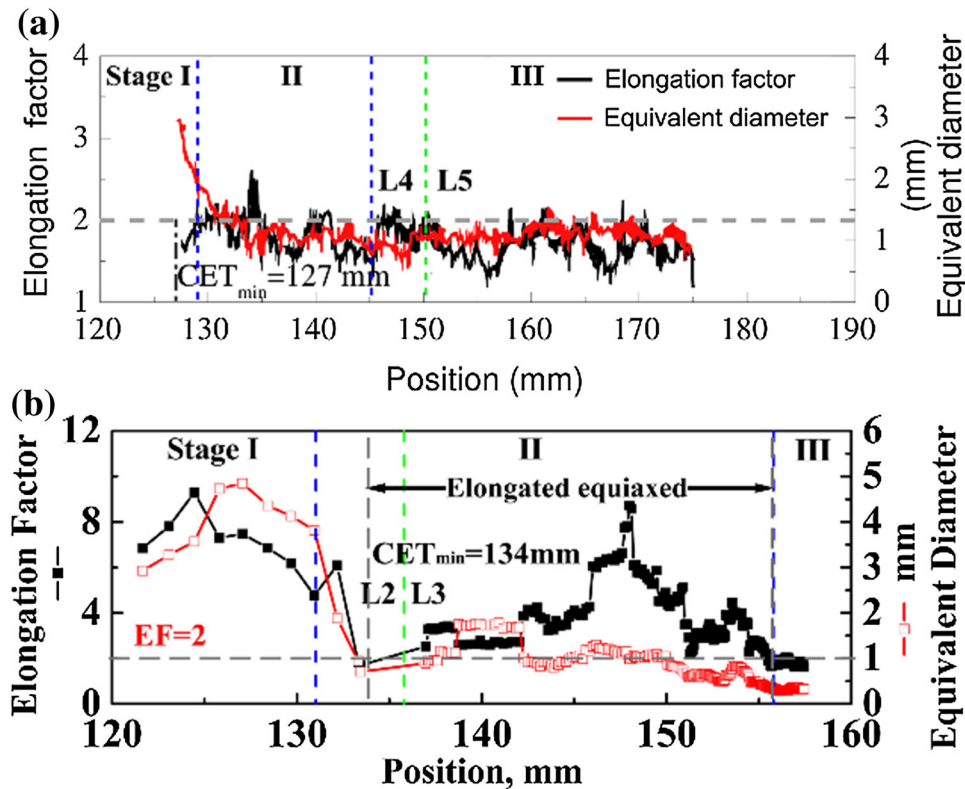 (a)
4
3
2
1
Elongation factor
Stage I
II
III
Elongation factor
Equivalent diameter
L4
L5
CETmin=127 mm
4
3
2
1
0
Equivalent diameter
(mm)
120 130 140 150 160 170 180 190
Position (mm)
(b)
12
8
4
0
Elongation Factor
Stage I
II
III
Elongated equiaxed
CETmin=134mm
L2
L3
EF=2
6
5
4
3
2
1
0
mm
Equivalent Diameter
120 130 140 150 160
Position, mm